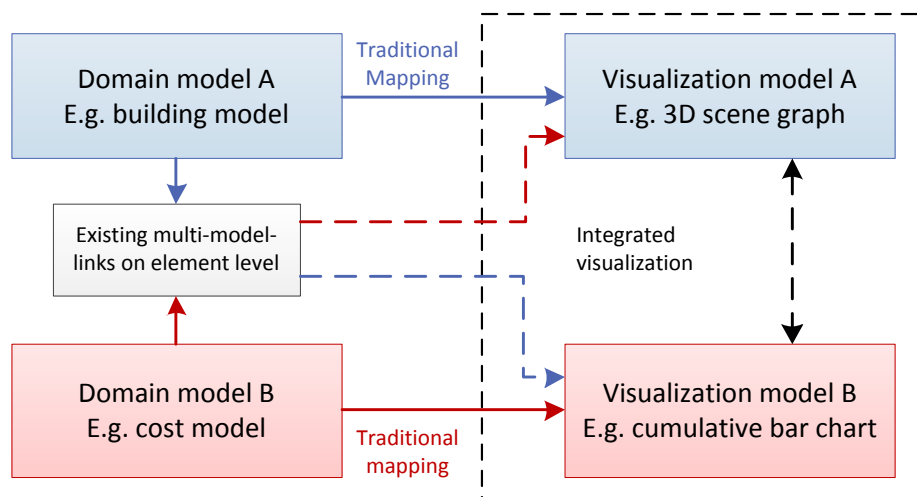 Domain model A
E.g. building model
Traditional
Mapping
Visualization model A
E.g. 3D scene graph
Existing multi-model-
links on element level
Integrated
visualization
Domain model B
E.g. cost model
Traditional
mapping
Visualization model B
E.g. cumulative bar chart